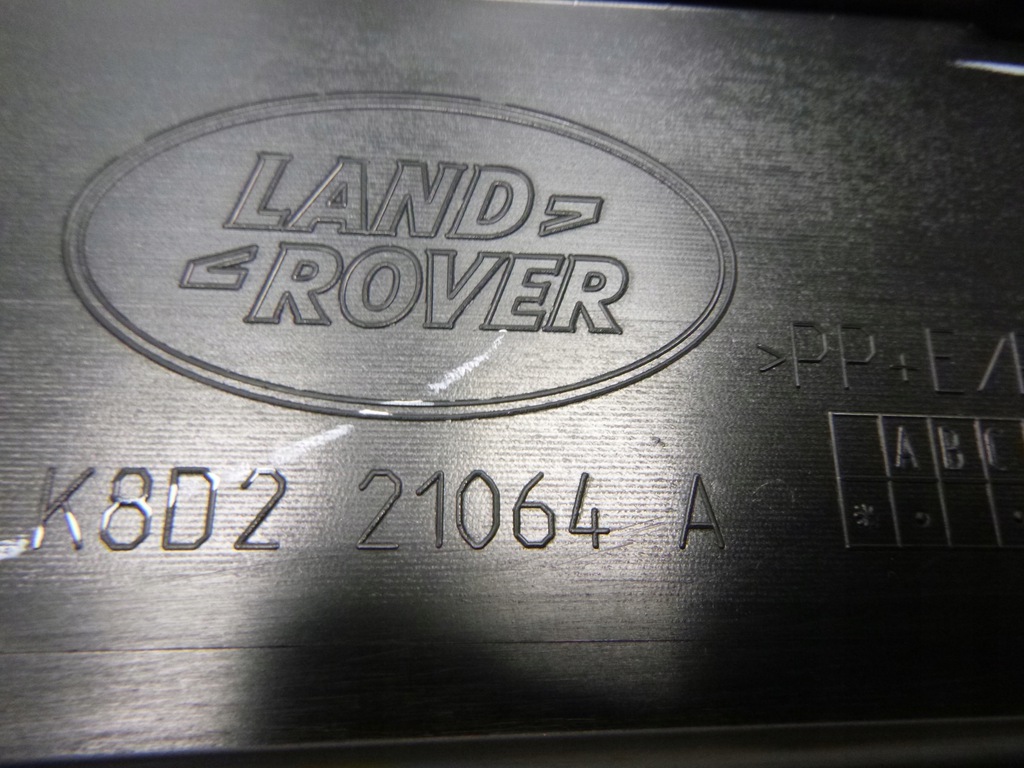 LAND
ROVER
>PP+E/
K8D2 21064 A
A B C